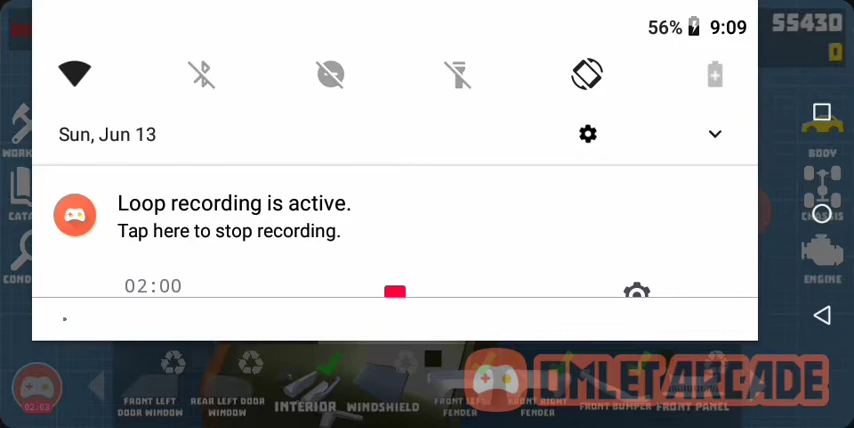 55430
56% 9:09
0
Sun, Jun 13
BODY
CHASSIS
Loop recording is active.
Tap here to stop recording.
02:00
ENGINE
OMLET ARCADE
02:03
FRONT LEFT
DOOR WINDOW
REAR LEFT DOOR
WINDOW
INTERIOR
WINDSHIELD
FRONT LEFT
FENDER
FRONT RIGHT
FENDER
FRONT BUMPER
FRONT PANEL